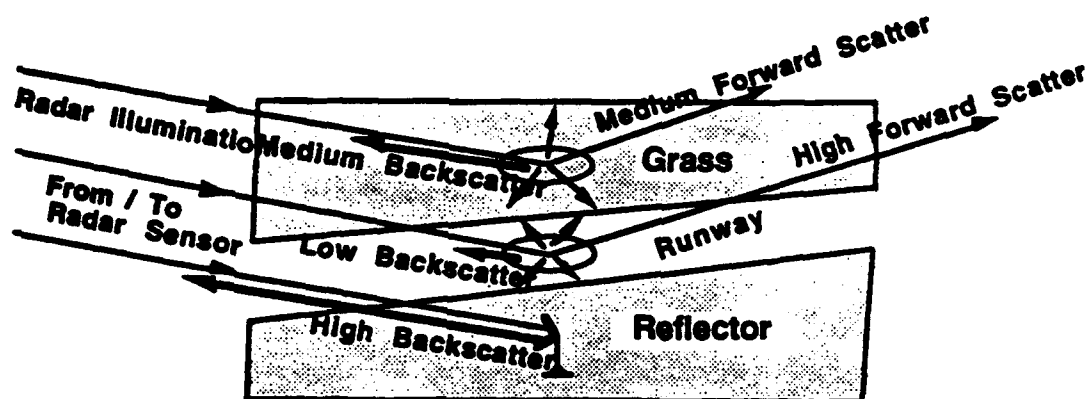 Medium Forward Scatter
High Forward Scatter
Radar Illuminatio
Medium Backscatter
Grass
From / To
Radar Sensor
Low Backscatter
Runway
High Backscatter
Reflector